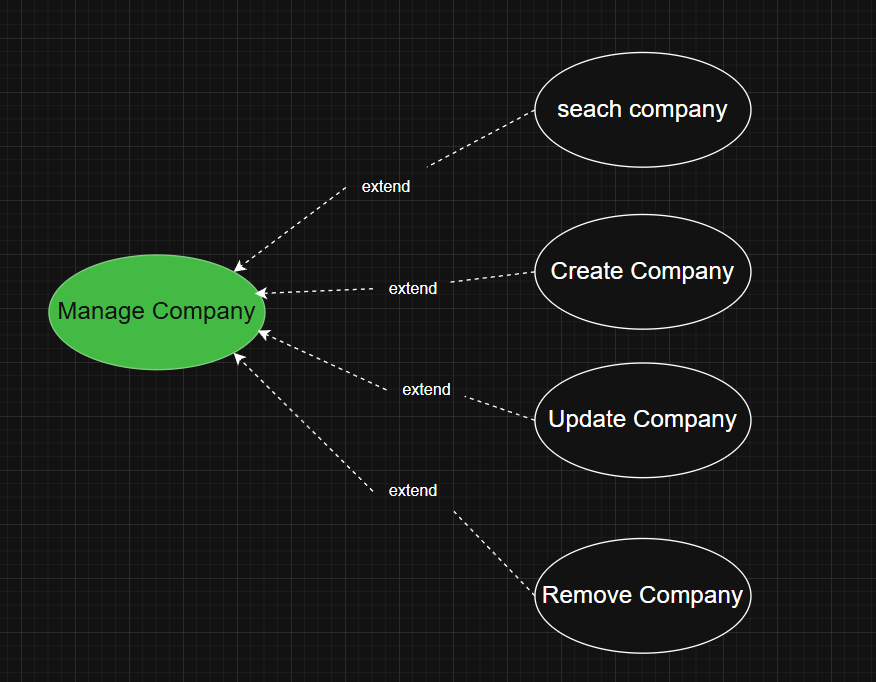 seach company
extend
Create Company
extend
Manage Company
extend
Update Company
extend
Remove Company